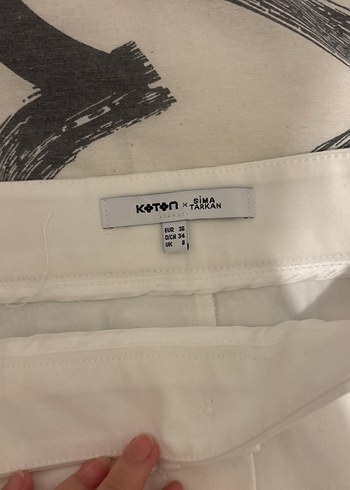 KOTON x SİMA
TARKAN
EUR 36
D/CH 34
UK 8